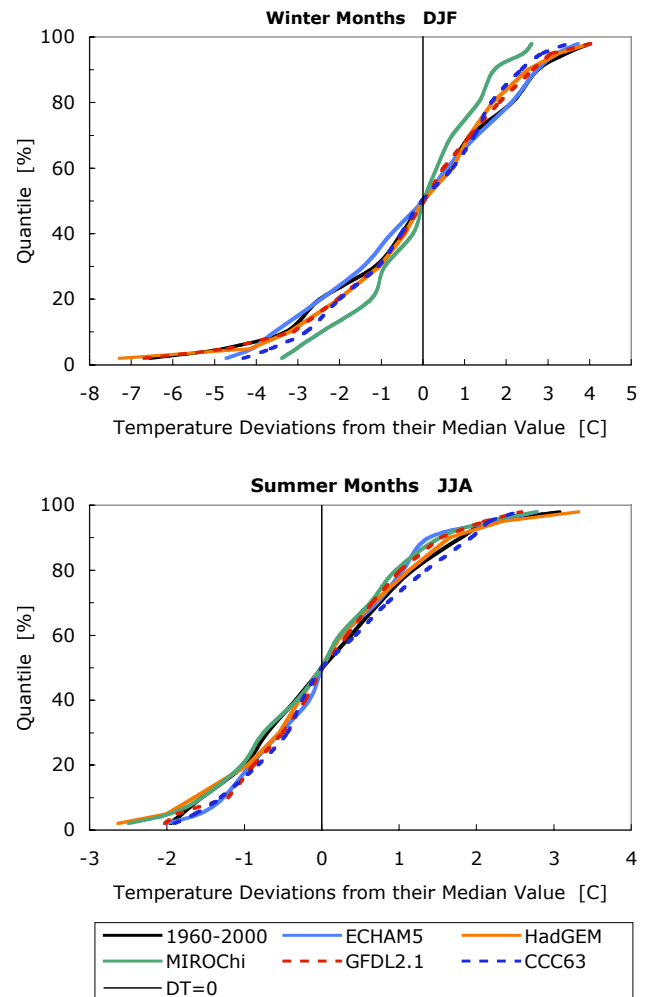 Winter Months DJF
100
80
60
40
20
0
Quantile [%]
-8 -7 -6 -5 -4 -3 -2 -1 0 1 2 3 4 5
Temperature Deviations from their Median Value [C]
Summer Months JJA
100
80
60
40
20
0
Quantile [%]
-3 -2 -1 0 1 2 3 4
Temperature Deviations from their Median Value [C]
1960-2000 ECHAM5 HadGEM
MIROChi GFDL2.1 CCC63
DT=0